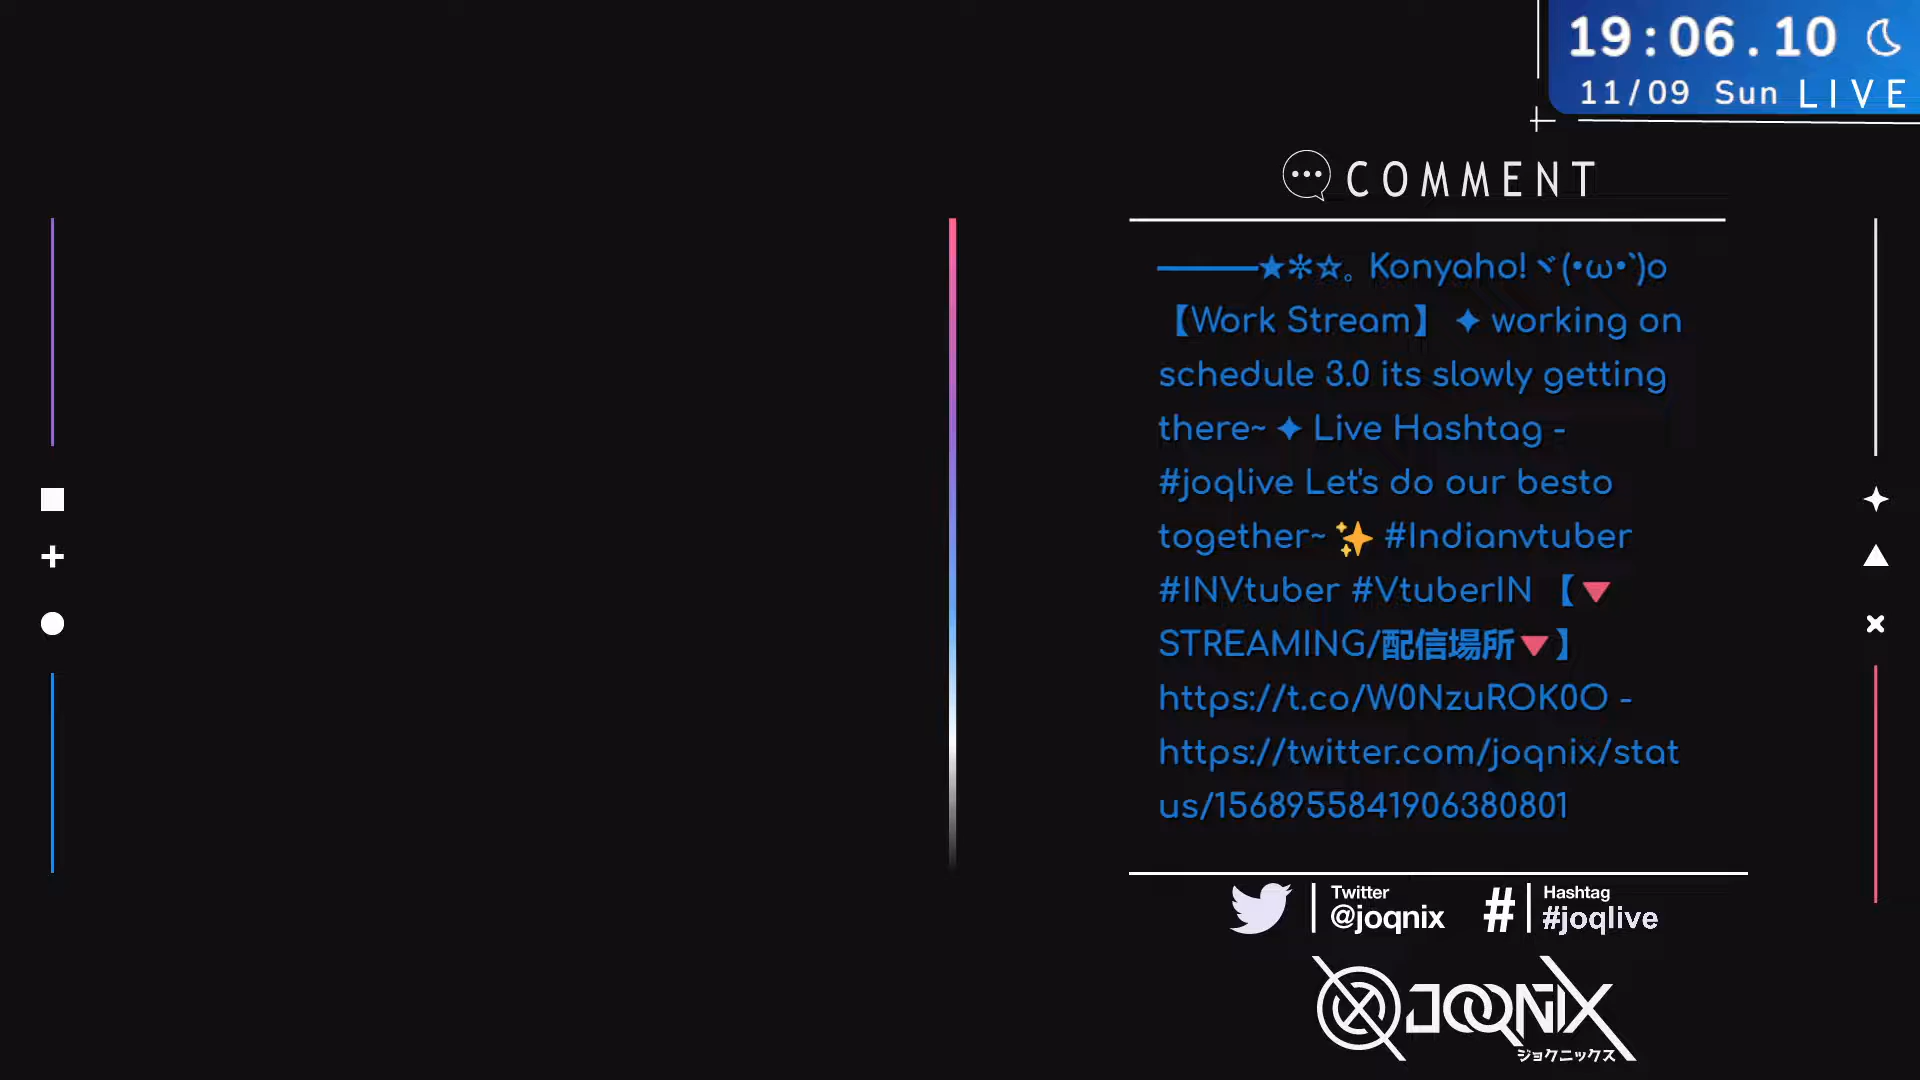 19:06.10
11/09 Sun LIVE
COMMENT
————★✼☆。Konyaho!ヾ(•ω•`)o
【Work Stream】 ✦ working on
schedule 3.0 its slowly getting
there~ ✦ Live Hashtag -
#joqlive Let's do our besto
together~ ✨ #Indianvtuber
#INVtuber #VtuberIN 【🔻
STREAMING/配信場所🔻】
https://t.co/W0NzuROK0O -
https://twitter.com/joqnix/stat
us/1568955841906380801
Twitter
@joqnix
Hashtag
#joqlive
JOQNIX
ジョクニックス